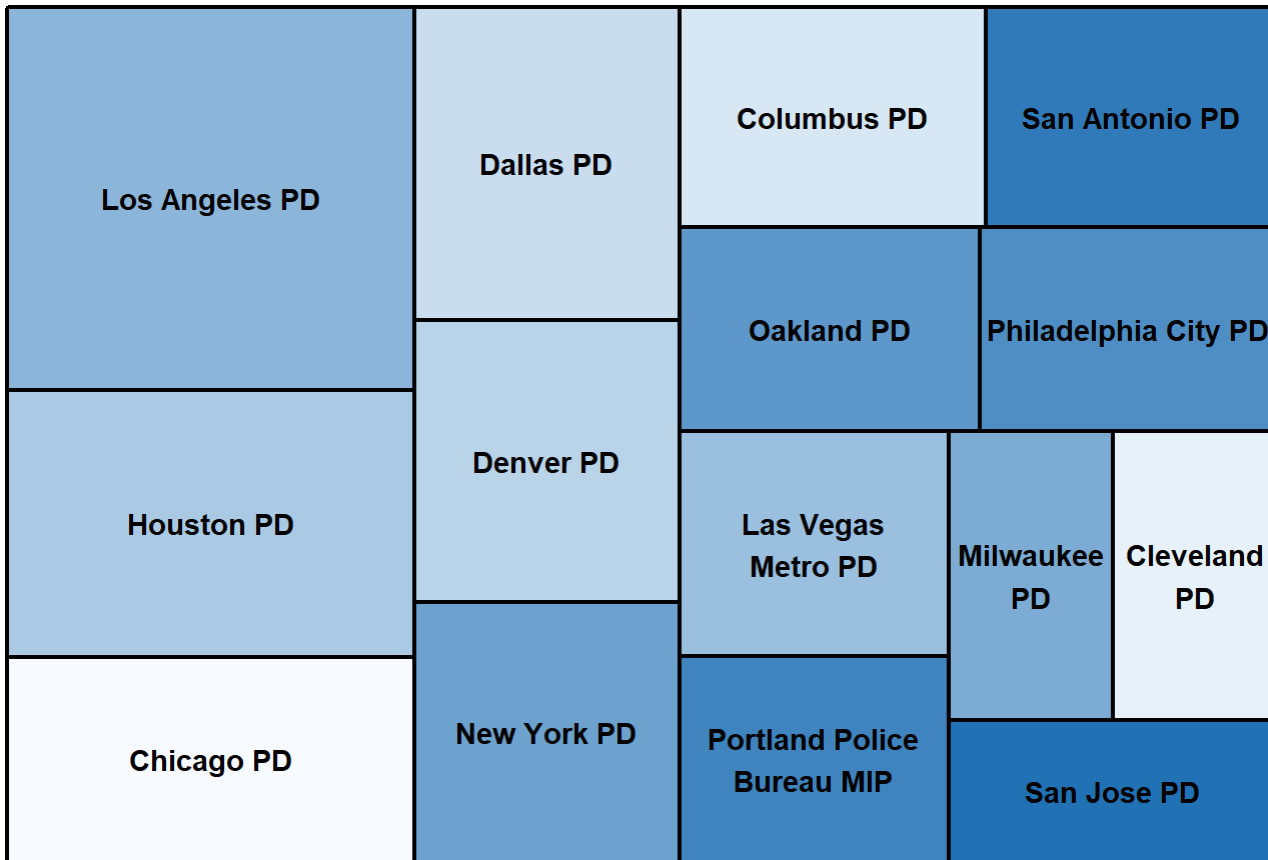 Los Angeles PD
Houston PD
Chicago PD
Dallas PD
Denver PD
New York PD
Columbus PD
San Antonio PD
Oakland PD
Philadelphia City PD
Las Vegas
Metro PD
Portland Police
Bureau MIP
Milwaukee
PD
Cleveland
PD
San Jose PD